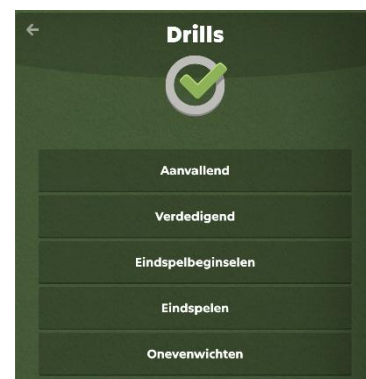 Drills
Aanvallend
Verdedigend
Eindspelbeginselen
Eindspelen
Onevenwichten